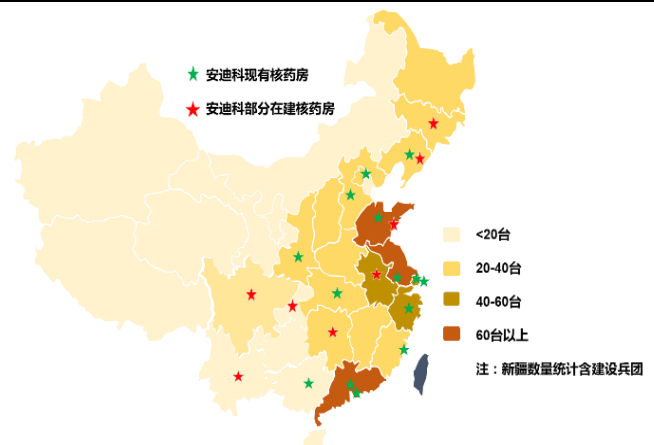 安迪科现有核药房
安迪科部分在建核药房
<20台
20-40台
40-60台
60台以上
注：新疆数量统计含建设兵团